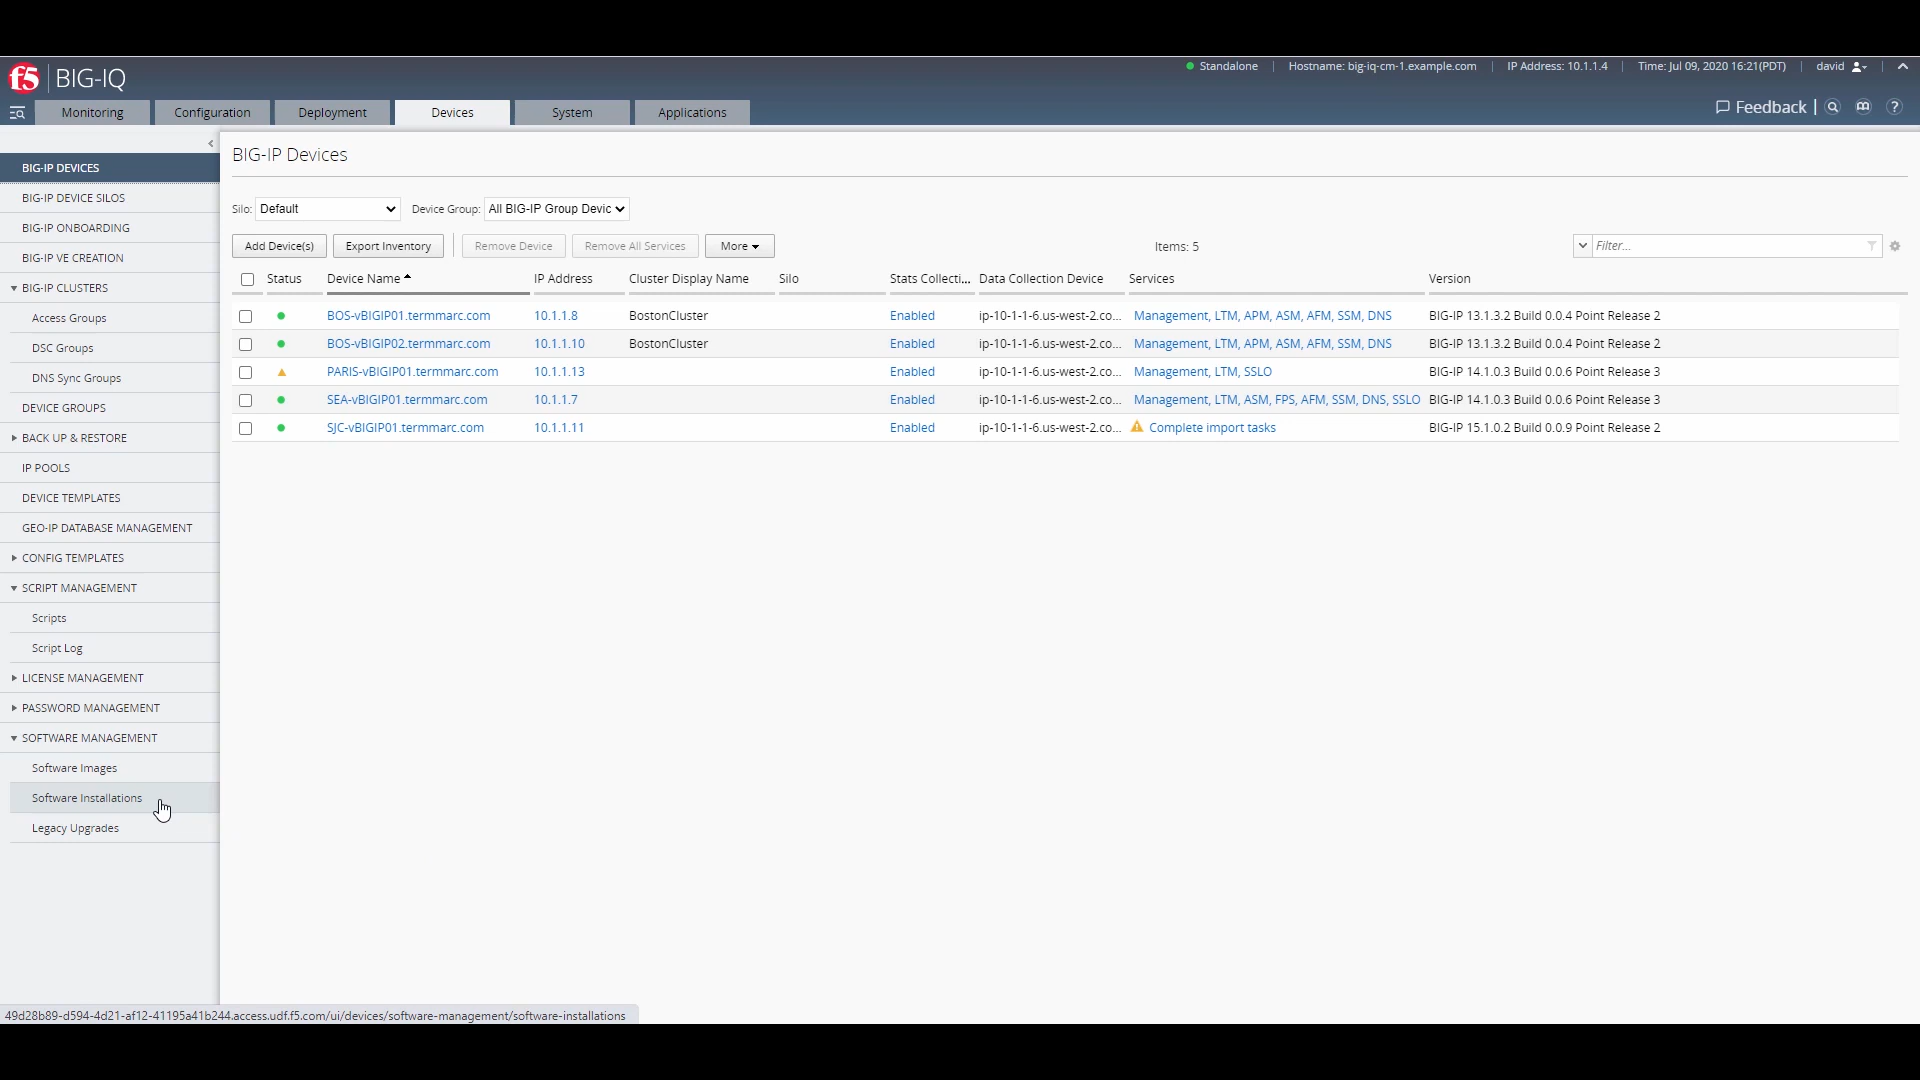 f5 BIG-IQ
Standalone
Hostname: big-iq-cm-1.example.com
IP Address: 10.1.1.4
Time: Jul 09, 2020 16:21(PDT)
david
Monitoring
Configuration
Deployment
Devices
System
Applications
Feedback
?
BIG-IP DEVICES
BIG-IP DEVICE SILOS
BIG-IP ONBOARDING
BIG-IP VE CREATION
BIG-IP CLUSTERS
Access Groups
DSC Groups
DNS Sync Groups
DEVICE GROUPS
BACK UP & RESTORE
IP POOLS
DEVICE TEMPLATES
GEO-IP DATABASE MANAGEMENT
CONFIG TEMPLATES
SCRIPT MANAGEMENT
Scripts
Script Log
LICENSE MANAGEMENT
PASSWORD MANAGEMENT
SOFTWARE MANAGEMENT
Software Images
Software Installations
Legacy Upgrades
BIG-IP Devices
Silo: Default Device Group: All BIG-IP Group Devic
Add Device(s) Export Inventory Remove Device Remove All Services More Items: 5 Filter...
Status Device Name IP Address Cluster Display Name Silo Stats Collecti... Data Collection Device Services Version
BOS-vBIGIP01.termmarc.com 10.1.1.8 BostonCluster Enabled ip-10-1-1-6.us-west-2.co... Management, LTM, APM, ASM, AFM, SSM, DNS BIG-IP 13.1.3.2 Build 0.0.4 Point Release 2
BOS-vBIGIP02.termmarc.com 10.1.1.10 BostonCluster Enabled ip-10-1-1-6.us-west-2.co... Management, LTM, APM, ASM, AFM, SSM, DNS BIG-IP 13.1.3.2 Build 0.0.4 Point Release 2
PARIS-vBIGIP01.termmarc.com 10.1.1.13 Enabled ip-10-1-1-6.us-west-2.co... Management, LTM, SSLO BIG-IP 14.1.0.3 Build 0.0.6 Point Release 3
SEA-vBIGIP01.termmarc.com 10.1.1.7 Enabled ip-10-1-1-6.us-west-2.co... Management, LTM, ASM, FPS, AFM, SSM, DNS, SSLO BIG-IP 14.1.0.3 Build 0.0.6 Point Release 3
SJC-vBIGIP01.termmarc.com 10.1.1.11 Enabled ip-10-1-1-6.us-west-2.co... Complete import tasks BIG-IP 15.1.0.2 Build 0.0.9 Point Release 2
49d28b89-d594-4d21-af12-41195a41b244.access.udf.f5.com/ui/devices/software-management/software-installations